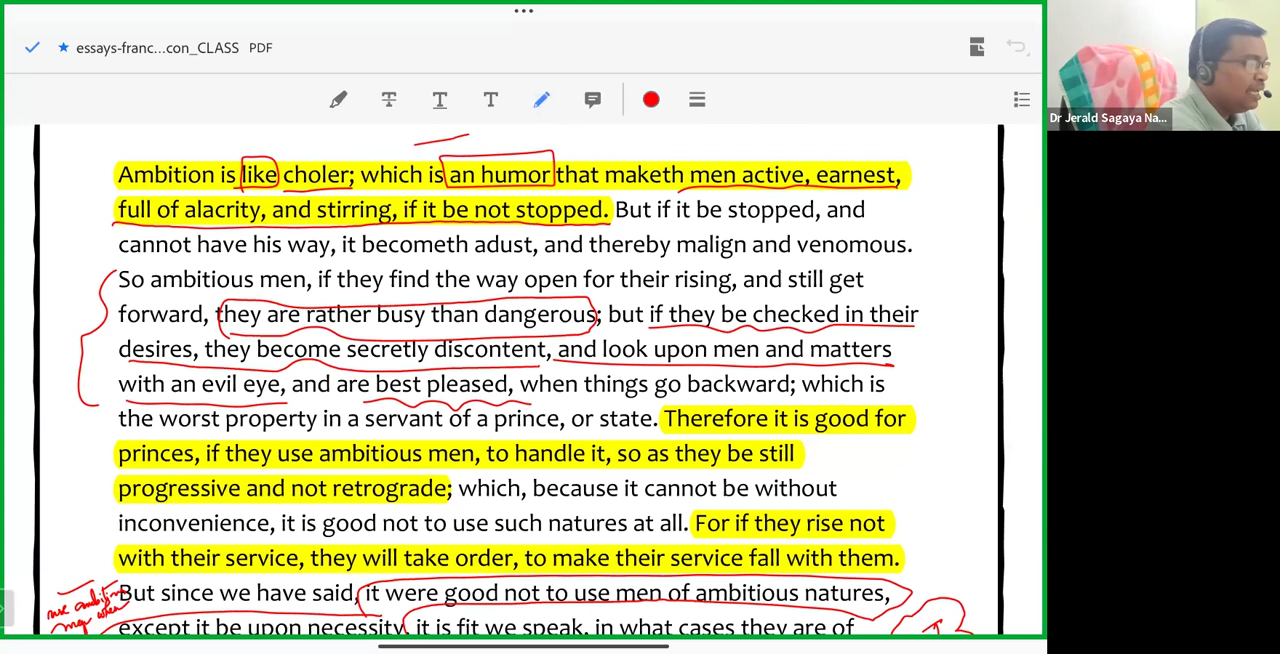 essays-franc...con_CLASS PDF
Dr Jerald Sagaya Na...
Ambition is like choler; which is an humor that maketh men active, earnest,
full of alacrity, and stirring, if it be not stopped. But if it be stopped, and
cannot have his way, it becometh adust, and thereby malign and venomous.
So ambitious men, if they find the way open for their rising, and still get
forward, they are rather busy than dangerous; but if they be checked in their
desires, they become secretly discontent, and look upon men and matters
with an evil eye, and are best pleased, when things go backward; which is
the worst property in a servant of a prince, or state. Therefore it is good for
princes, if they use ambitious men, to handle it, so as they be still
progressive and not retrograde; which, because it cannot be without
inconvenience, it is good not to use such natures at all. For if they rise not
with their service, they will take order, to make their service fall with them.
But since we have said, it were good not to use men of ambitious natures,
except it be upon necessity, it is fit we speak, in what cases they are of
use
men when